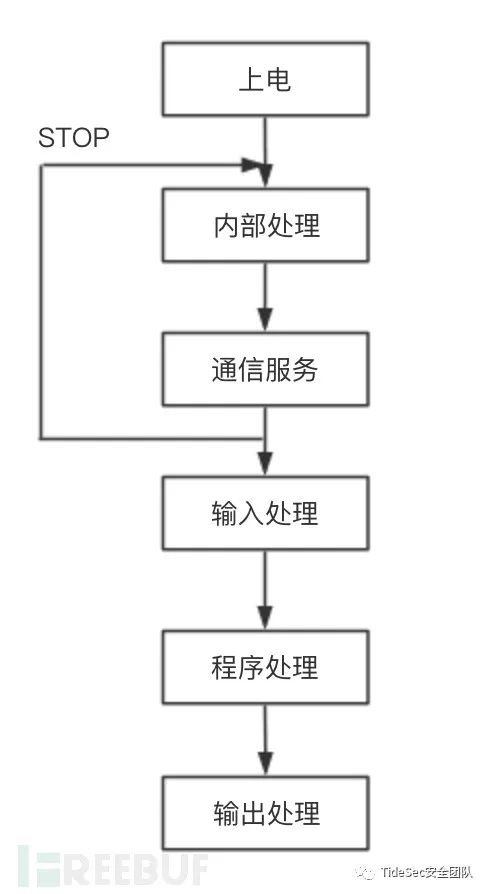 上电
STOP
内部处理
通信服务
输入处理
程序处理
输出处理
FREEBUF
TideSec安全团队